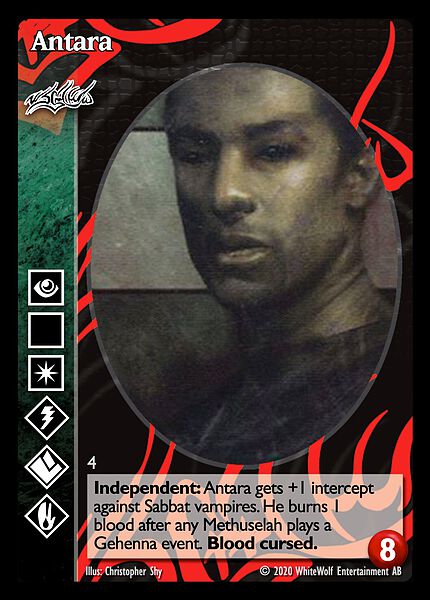 Antara
4
Independent: Antara gets +1 intercept
against Sabbat vampires. He burns 1
blood after any Methuselah plays a
Gehenna event. Blood cursed.
8
Illus: Christopher Shy
© 2020 WhiteWolf Entertainment AB